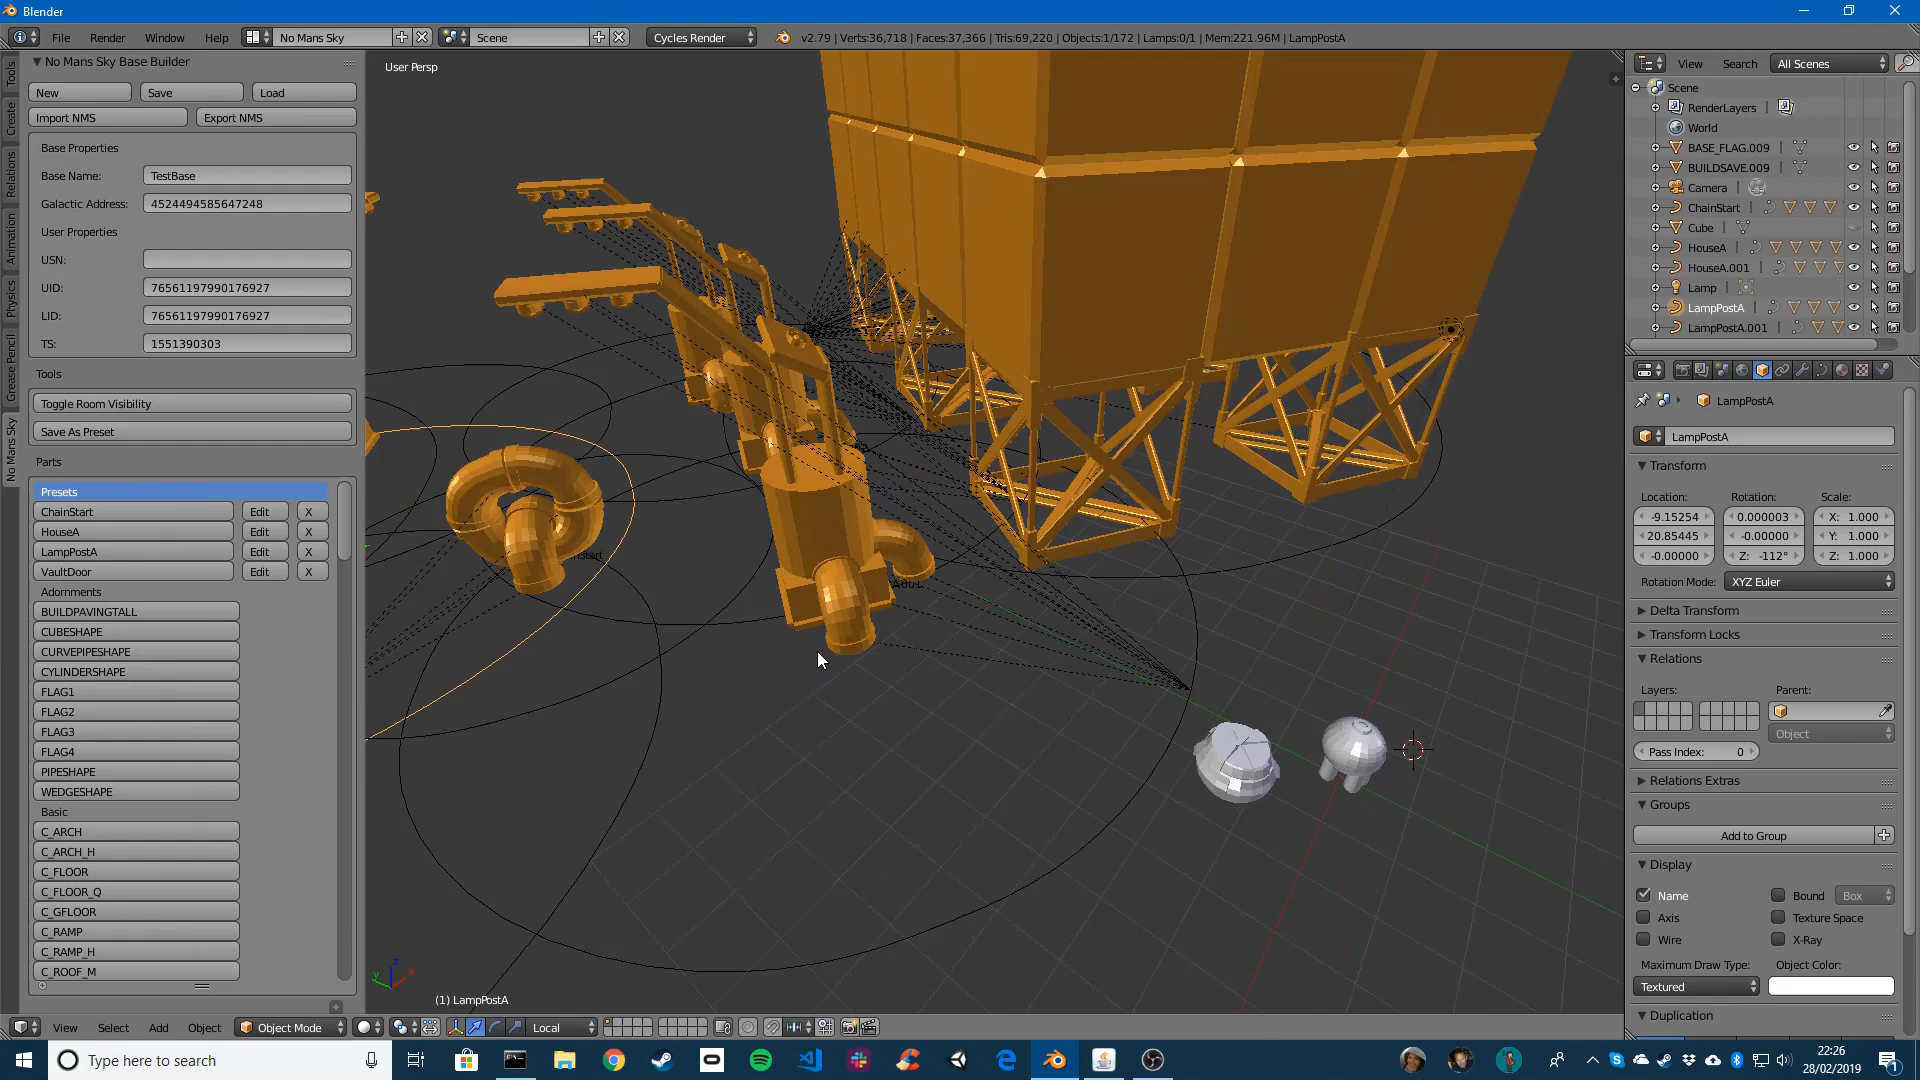 Blender
File Render Window Help No Mans Sky Scene Cycles Render v2.79 | Verts:36,718 | Faces:37,366 | Tris:69,220 | Objects:1/172 | Lamps:0/1 | Mem:221.96M | LampPostA
No Mans Sky Base Builder
New Save Load
Import NMS Export NMS
Base Properties
Base Name: TestBase
Galactic Address: 4524494585647248
User Properties
USN:
UID: 76561197990176927
LID: 76561197990176927
TS: 1551390303
Tools
Toggle Room Visibility
Save As Preset
Parts
Presets
ChainStart Edit X
HouseA Edit X
LampPostA Edit X
VaultDoor Edit X
Adornments
BUILDPAVINGTALL
CUBESHAPE
CURVEPIPESHAPE
CYLINDERSHAPE
FLAG1
FLAG2
FLAG3
FLAG4
PIPESHAPE
WEDGESHAPE
Basic
C_ARCH
C_ARCH_H
C_FLOOR
C_FLOOR_Q
C_GFLOOR
C_RAMP
C_RAMP_H
C_ROOF_M
Tools
Create
Relations
Animation
Physics
Grease Pencil
No Mans Sky
User Persp
(1) LampPostA
View Select Add Object Object Mode Local
View Search All Scenes
Scene
RenderLayers
World
BASE_FLAG.009
BUILDSAVE.009
Camera
ChainStart
Cube
HouseA
HouseA.001
Lamp
LampPostA
LampPostA.001
LampPostA
LampPostA
Transform
Location: Rotation: Scale:
-9.15254 0.000003 X: 1.000
20.85445 Y: 1.000
-0.00000 Z: -112° Z: 1.000
Rotation Mode: XYZ Euler
Delta Transform
Transform Locks
Relations
Layers: Parent:
Object
Pass Index: 0
Relations Extras
Groups
Add to Group
Display
Name Bound Box
Axis Texture Space
Wire X-Ray
Maximum Draw Type: Object Color:
Textured
Duplication
Type here to search
22:26
28/02/2019